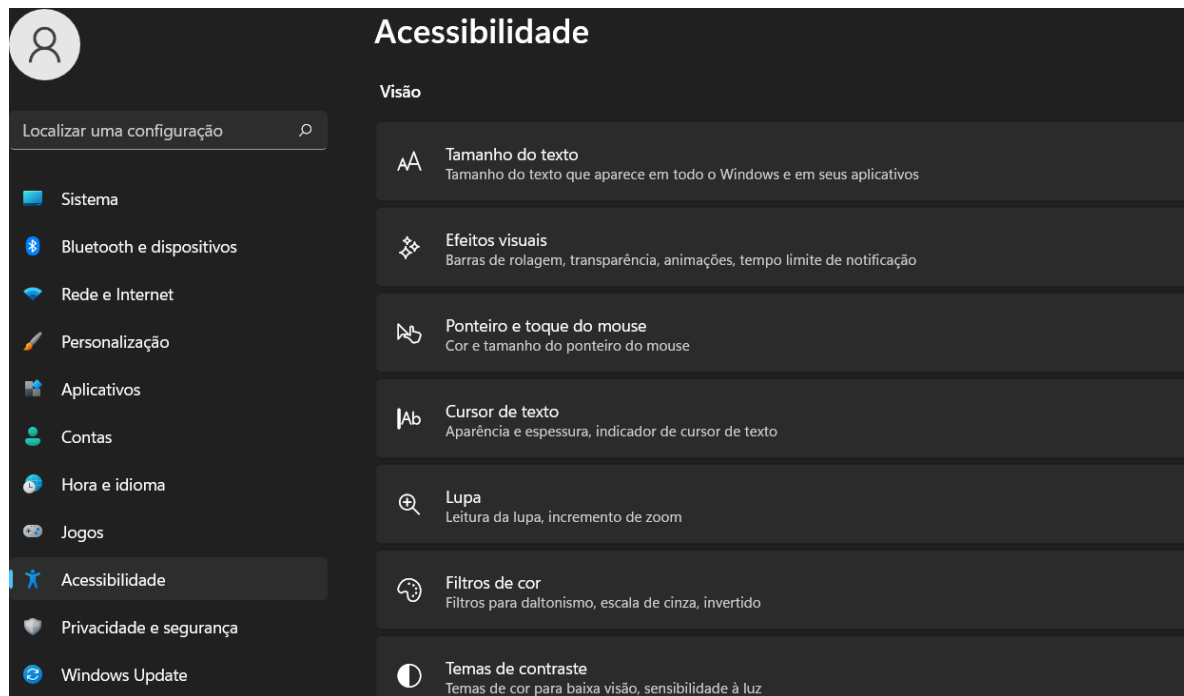 Acessibilidade
Visão
Localizar uma configuração
Sistema
Bluetooth e dispositivos
Rede e Internet
Personalização
Aplicativos
Contas
Hora e idioma
Jogos
Acessibilidade
Privacidade e segurança
Windows Update
Tamanho do texto
Tamanho do texto que aparece em todo o Windows e em seus aplicativos
Efeitos visuais
Barras de rolagem, transparência, animações, tempo limite de notificação
Ponteiro e toque do mouse
Cor e tamanho do ponteiro do mouse
Ab
Cursor de texto
Aparência e espessura, indicador de cursor de texto
Lupa
Leitura da lupa, incremento de zoom
Filtros de cor
Filtros para daltonismo, escala de cinza, invertido
Temas de contraste
Temas de cor para baixa visão, sensibilidade à luz